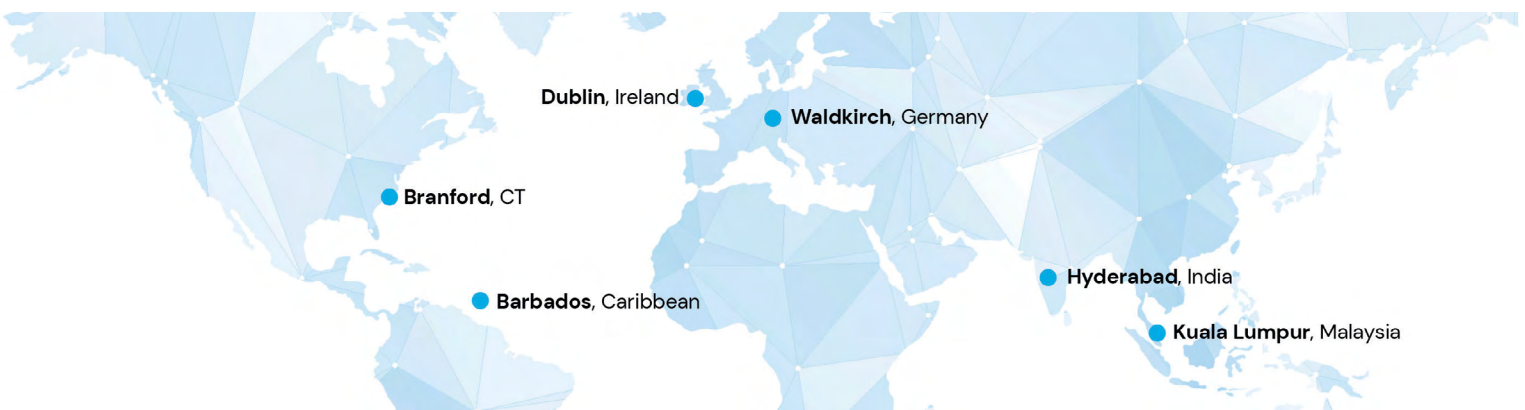 Dublin, Ireland
Waldkirch, Germany
Branford, CT
Hyderabad, India
Barbados, Caribbean
Kuala Lumpur, Malaysia